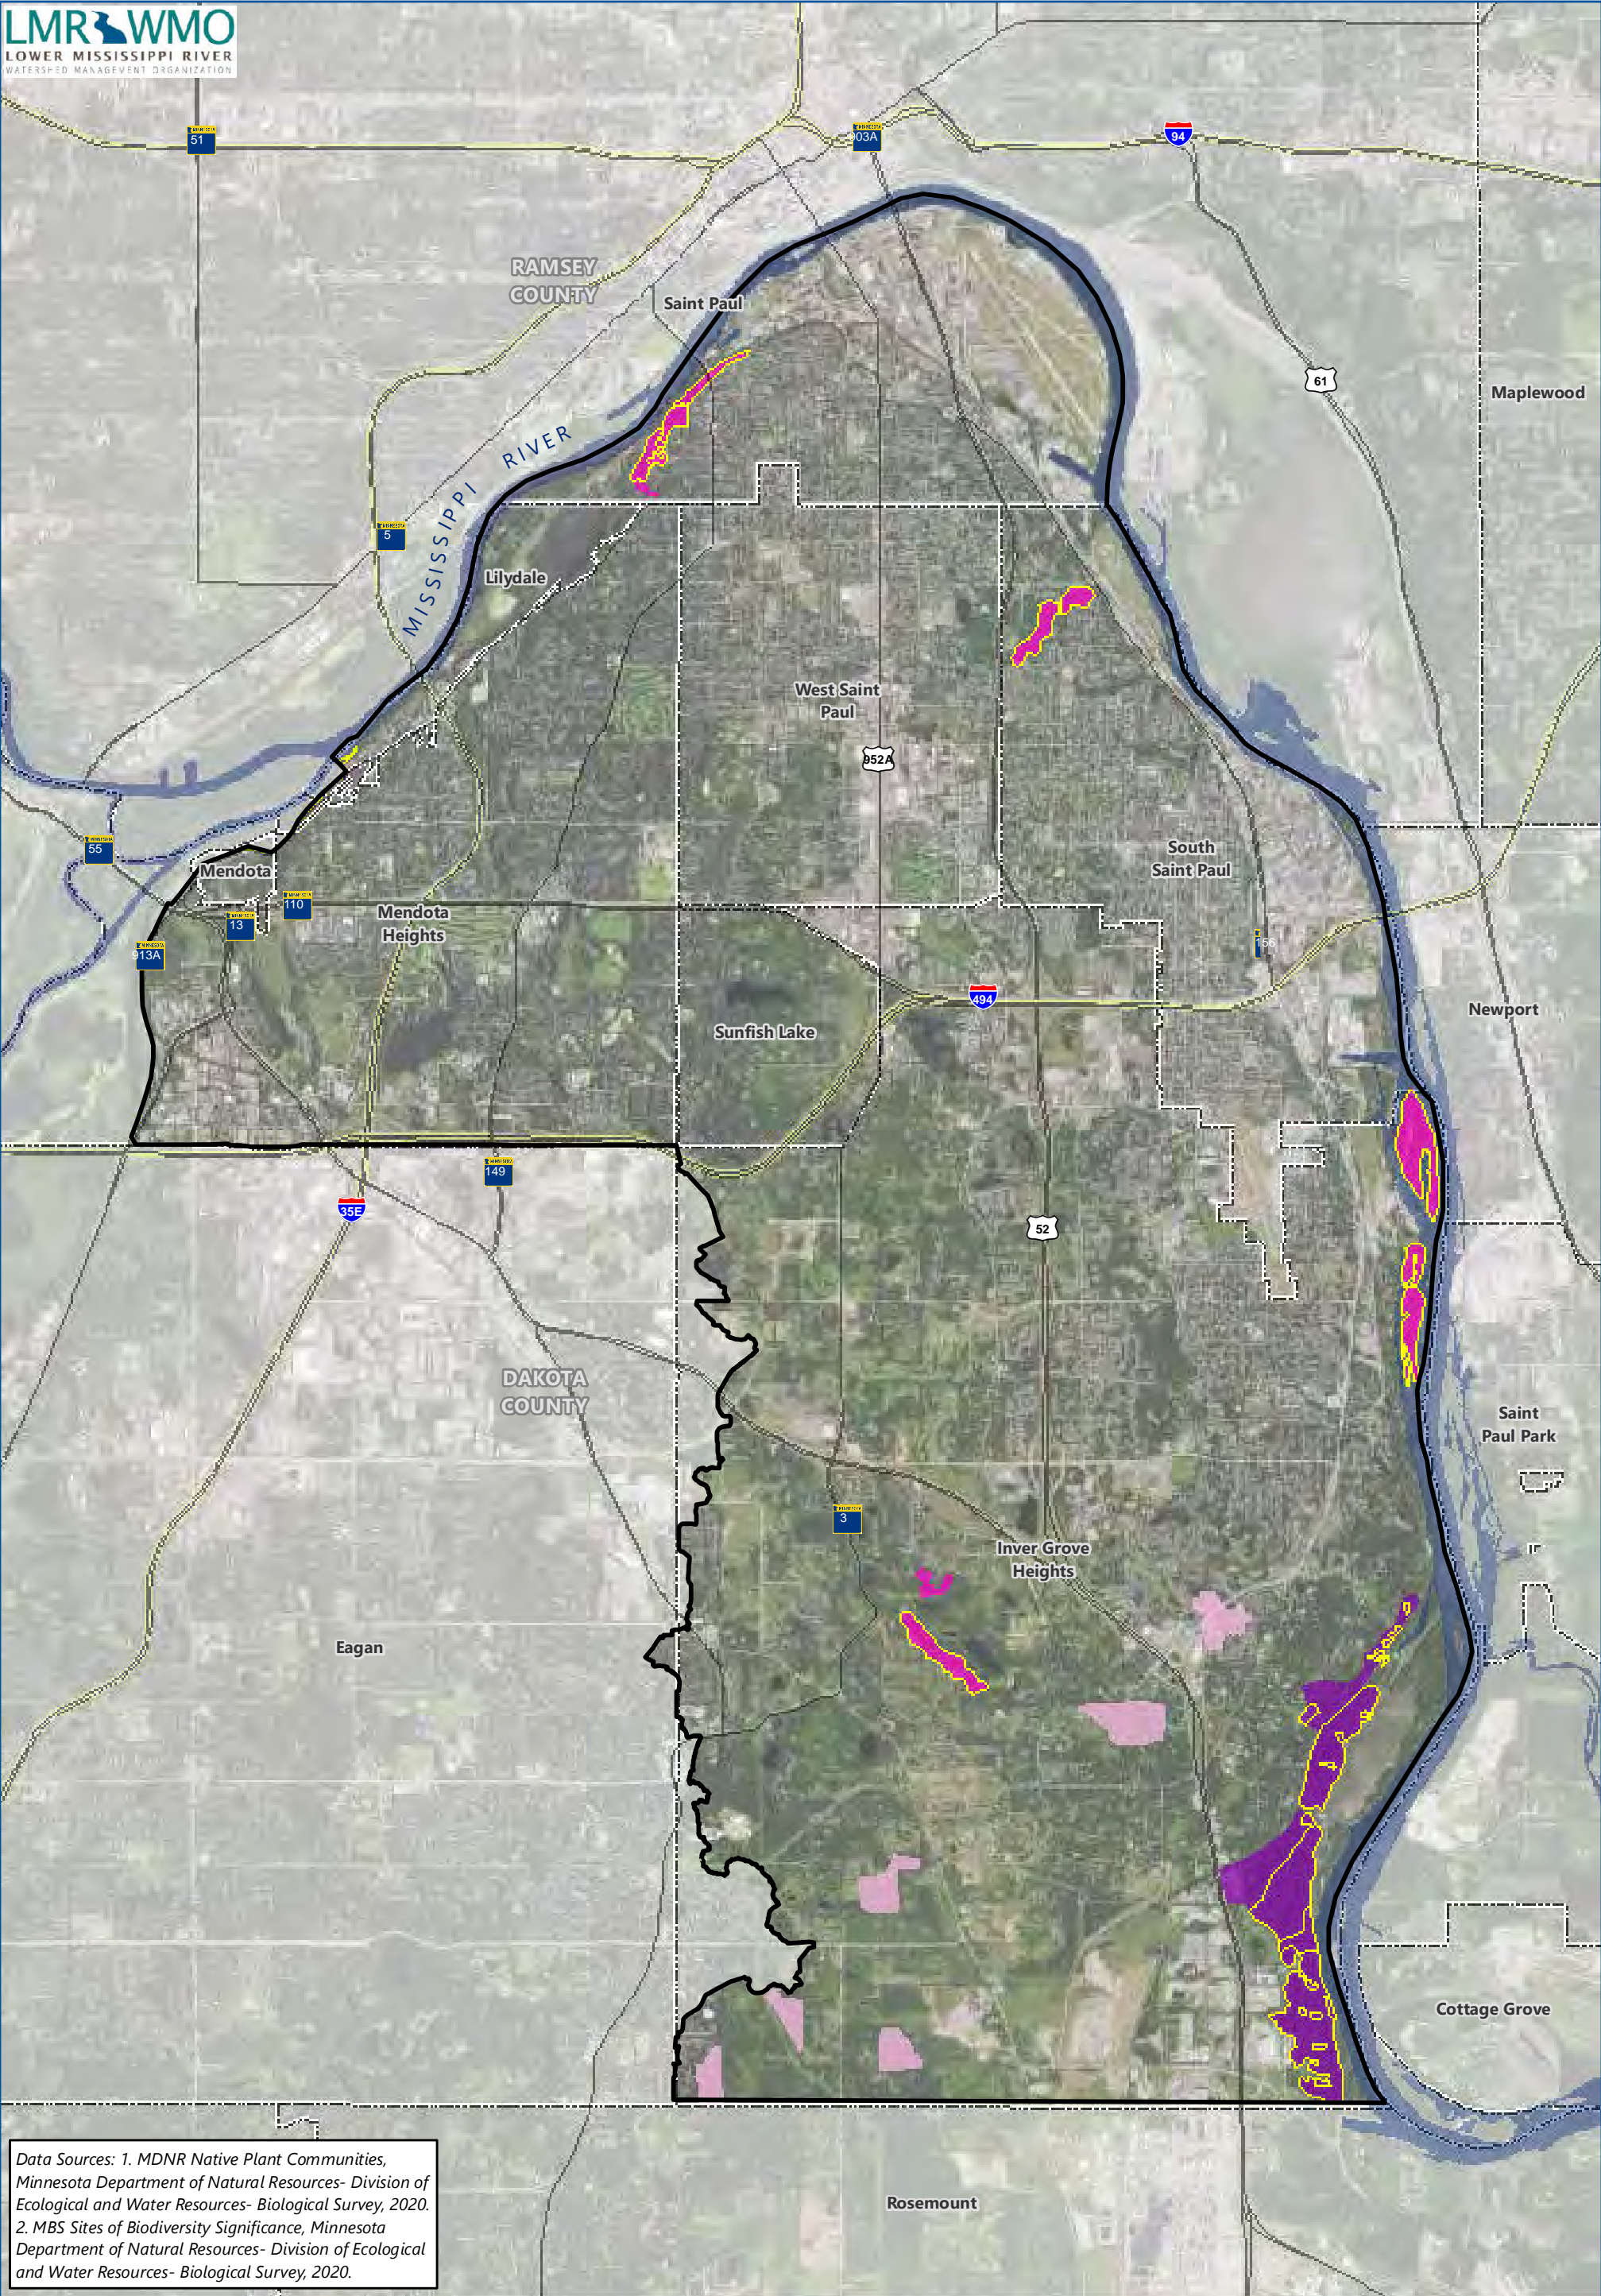 LMR WMO
LOWER MISSISSIPPI RIVER
WATERSHED MANAGEMENT ORGANIZATION
51
03A
94
RAMSEY
COUNTY
Saint Paul
61
Maplewood
MISSISSIPPI RIVER
5
Lilydale
West Saint
Paul
952A
55
Mendota
South
Saint Paul
110
13
Mendota
Heights
913A
156
494
Newport
Sunfish Lake
149
35E
52
DAKOTA
COUNTY
Saint
Paul Park
3
Inver Grove
Heights
Eagan
Cottage Grove
Rosemount
Data Sources: 1. MDNR Native Plant Communities,
Minnesota Department of Natural Resources- Division of
Ecological and Water Resources- Biological Survey, 2020.
2. MBS Sites of Biodiversity Significance, Minnesota
Department of Natural Resources- Division of Ecological
and Water Resources- Biological Survey, 2020.